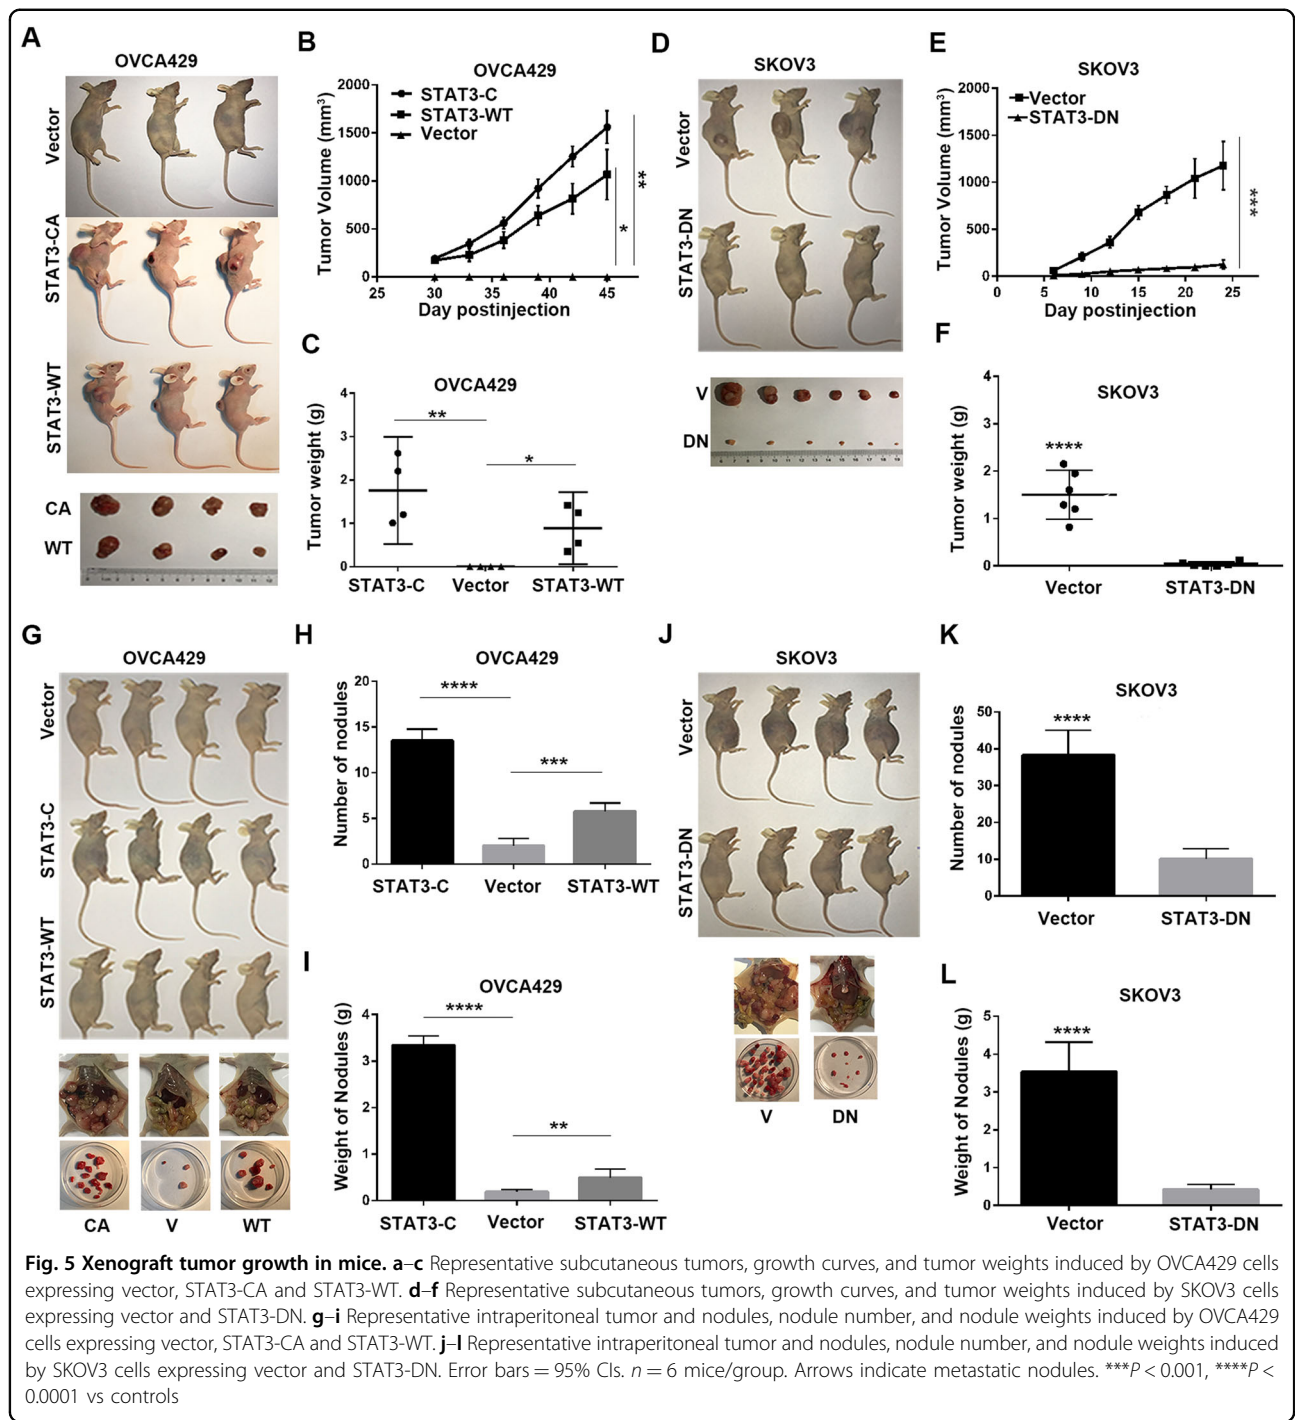 A
OVCA429
Vector
STAT3-CA
STAT3-WT
CA
WT
B
OVCA429
Tumor Volume (mm³)
2000
1500
1000
500
0
STAT3-C
STAT3-WT
Vector
**
*
25 30 35 40 45
Day postinjection
C
OVCA429
Tumor weight (g)
4
3
2
1
0
**
*
STAT3-C Vector STAT3-WT
D
SKOV3
Vector
STAT3-DN
V
DN
E
SKOV3
Tumor Volume (mm³)
2000
1500
1000
500
0
Vector
STAT3-DN
***
0 5 10 15 20 25
Day postinjection
F
SKOV3
Tumor weight (g)
4
3
2
1
0
****
Vector STAT3-DN
G
OVCA429
Vector
STAT3-C
STAT3-WT
CA V WT
H
OVCA429
Number of nodules
20
15
10
5
0
****
***
STAT3-C Vector STAT3-WT
I
OVCA429
Weight of Nodules (g)
4
3
2
1
0
****
**
STAT3-C Vector STAT3-WT
J
SKOV3
Vector
STAT3-DN
V DN
K
SKOV3
Number of nodules
50
40
30
20
10
0
****
Vector STAT3-DN
L
SKOV3
Weight of Nodules (g)
5
4
3
2
1
0
****
Vector STAT3-DN
Fig. 5 Xenograft tumor growth in mice. a–c Representative subcutaneous tumors, growth curves, and tumor weights induced by OVCA429 cells
expressing vector, STAT3-CA and STAT3-WT. d–f Representative subcutaneous tumors, growth curves, and tumor weights induced by SKOV3 cells
expressing vector and STAT3-DN. g–i Representative intraperitoneal tumor and nodules, nodule number, and nodule weights induced by OVCA429
cells expressing vector, STAT3-CA and STAT3-WT. j–l Representative intraperitoneal tumor and nodules, nodule number, and nodule weights induced
by SKOV3 cells expressing vector and STAT3-DN. Error bars = 95% CIs. n = 6 mice/group. Arrows indicate metastatic nodules. ***P < 0.001, ****P <
0.0001 vs controls